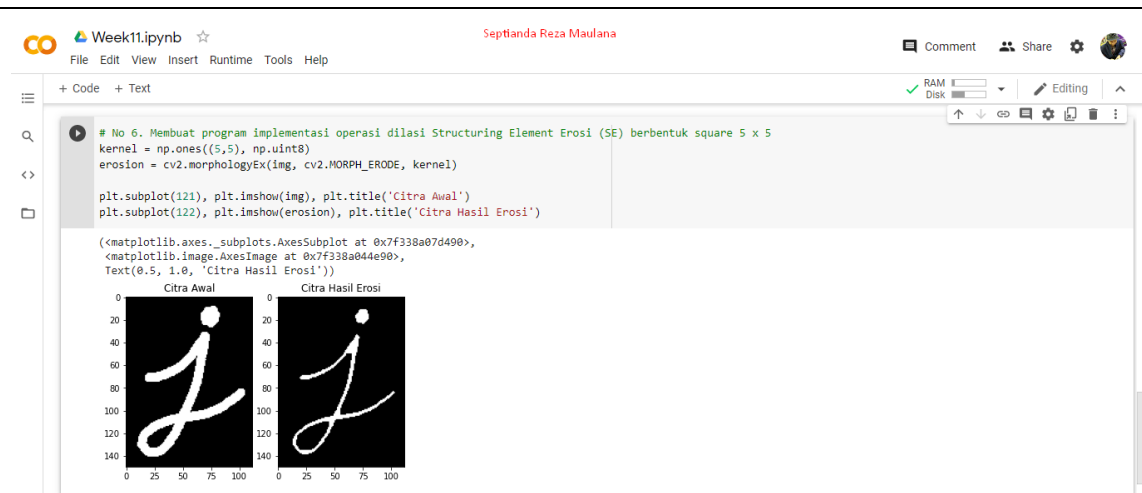 Week11.ipynb
Septianda Reza Maulana
File Edit View Insert Runtime Tools Help
Comment Share
+ Code + Text
RAM
Disk
Editing
# No 6. Membuat program implementasi operasi dilasi Structuring Element Erosi (SE) berbentuk square 5 x 5
kernel = np.ones((5,5), np.uint8)
erosion = cv2.morphologyEx(img, cv2.MORPH_ERODE, kernel)
plt.subplot(121), plt.imshow(img), plt.title('Citra Awal')
plt.subplot(122), plt.imshow(erosion), plt.title('Citra Hasil Erosi')
(<matplotlib.axes._subplots.AxesSubplot at 0x7f338a07d490>,
<matplotlib.image.AxesImage at 0x7f338a044e90>,
Text(0.5, 1.0, 'Citra Hasil Erosi'))
Citra Awal
0
20
40
60
80
100
120
140
0 25 50 75 100
Citra Hasil Erosi
0
20
40
60
80
100
120
140
0 25 50 75 100